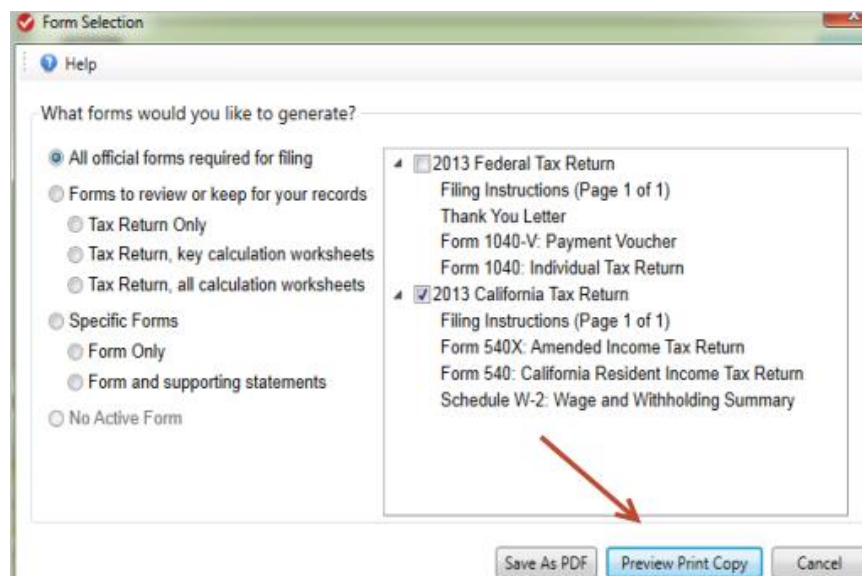 Form Selection
Help
What forms would you like to generate?
All official forms required for filing
Forms to review or keep for your records
Tax Return Only
Tax Return, key calculation worksheets
Tax Return, all calculation worksheets
Specific Forms
Form Only
Form and supporting statements
No Active Form
2013 Federal Tax Return
Filing Instructions (Page 1 of 1)
Thank You Letter
Form 1040-V: Payment Voucher
Form 1040: Individual Tax Return
2013 California Tax Return
Filing Instructions (Page 1 of 1)
Form 540X: Amended Income Tax Return
Form 540: California Resident Income Tax Return
Schedule W-2: Wage and Withholding Summary
Save As PDF
Preview Print Copy
Cancel